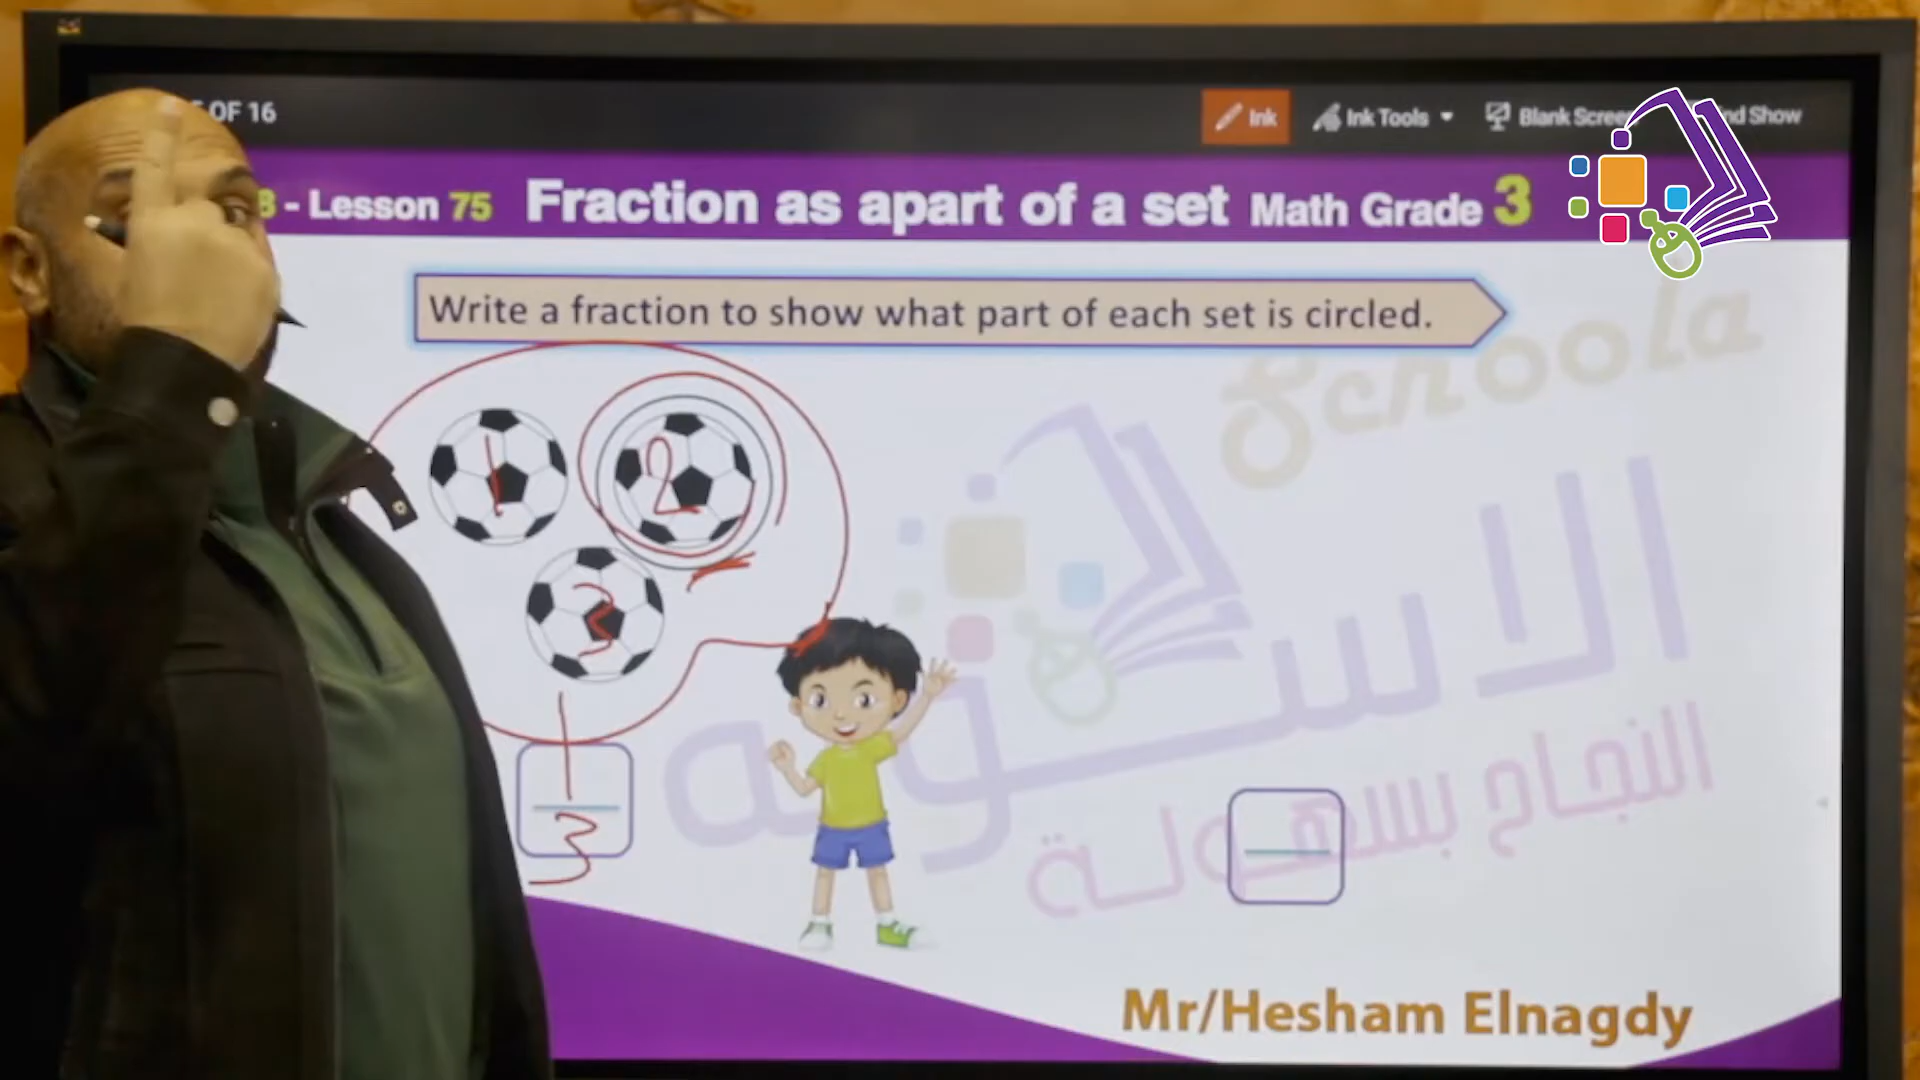 OF 16
Ink
Ink Tools
Blank Screen
nd Show
- Lesson 75 Fraction as apart of a set Math Grade 3
Write a fraction to show what part of each set is circled.
Schoola
1
2
3
1
3
الاسكوله
النجاح بسهولة
Mr/Hesham Elnagdy